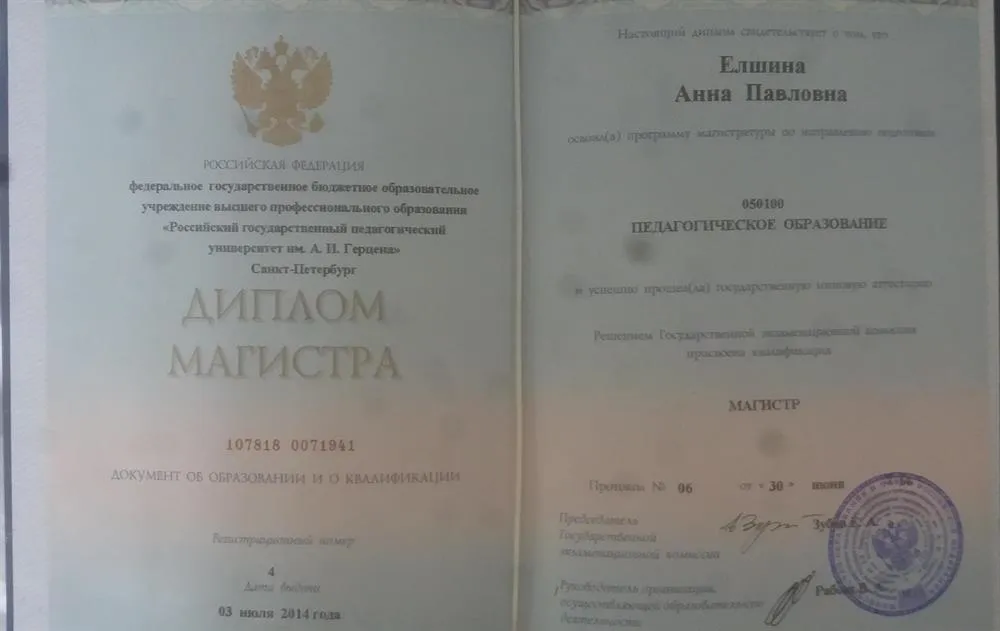 РОССИЙСКАЯ ФЕДЕРАЦИЯ
федеральное государственное бюджетное образовательное
учреждение высшего профессионального образования
«Российский государственный педагогический
университет им. А. И. Герцена»
Санкт-Петербург
ДИПЛОМ
МАГИСТРА
107818 0071941
ДОКУМЕНТ ОБ ОБРАЗОВАНИИ И О КВАЛИФИКАЦИИ
Регистрационный номер
4
Дата выдачи
03 июля 2014 года
Настоящий диплом свидетельствует о том, что
Елшина
Анна Павловна
освоил(а) программу магистратуры по направлению подготовки
050100
ПЕДАГОГИЧЕСКОЕ ОБРАЗОВАНИЕ
и успешно прошел(ла) государственную итоговую аттестацию
Решением Государственной экзаменационной комиссии
присвоена квалификация
МАГИСТР
Протокол № 06 от « 30 » июня
Председатель
Государственной
экзаменационной комиссии
Руководитель организации,
осуществляющей образовательную
деятельность